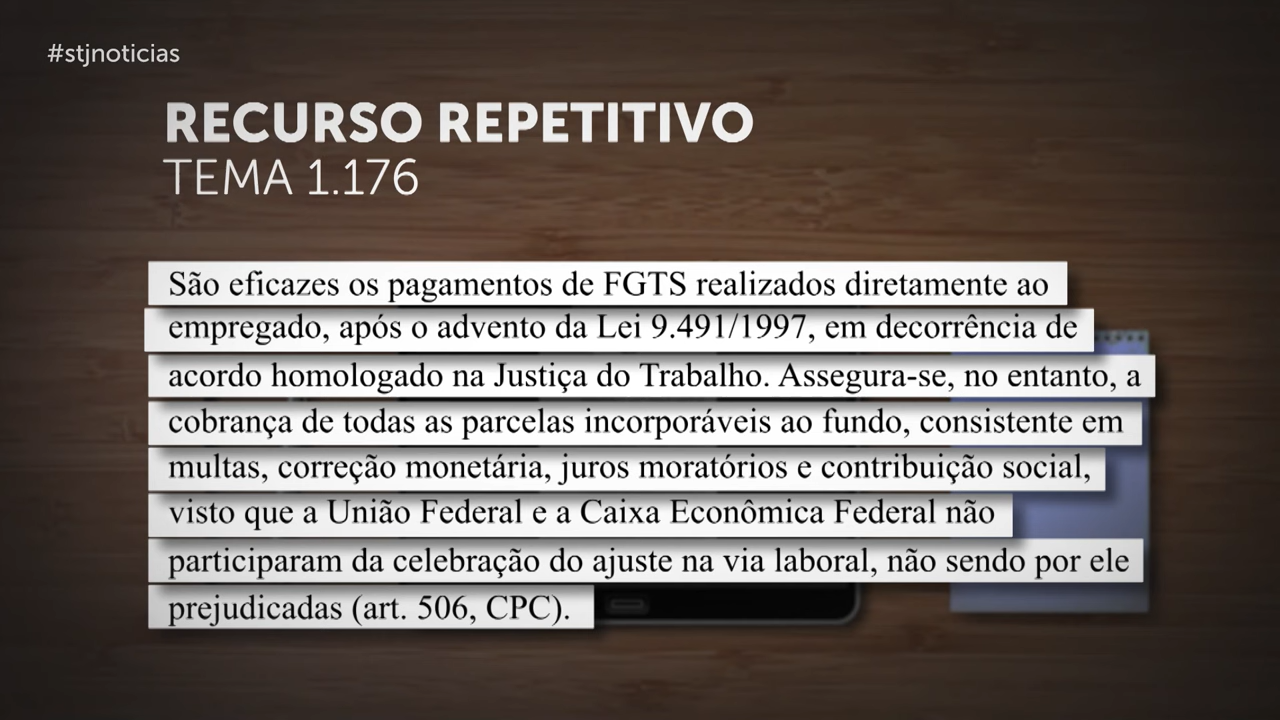 #stjnoticias
RECURSO REPETITIVO
TEMA 1.176
São eficazes os pagamentos de FGTS realizados diretamente ao
empregado, após o advento da Lei 9.491/1997, em decorrência de
acordo homologado na Justiça do Trabalho. Assegura-se, no entanto, a
cobrança de todas as parcelas incorporáveis ao fundo, consistente em
multas, correção monetária, juros moratórios e contribuição social,
visto que a União Federal e a Caixa Econômica Federal não
participaram da celebração do ajuste na via laboral, não sendo por ele
prejudicadas (art. 506, CPC).